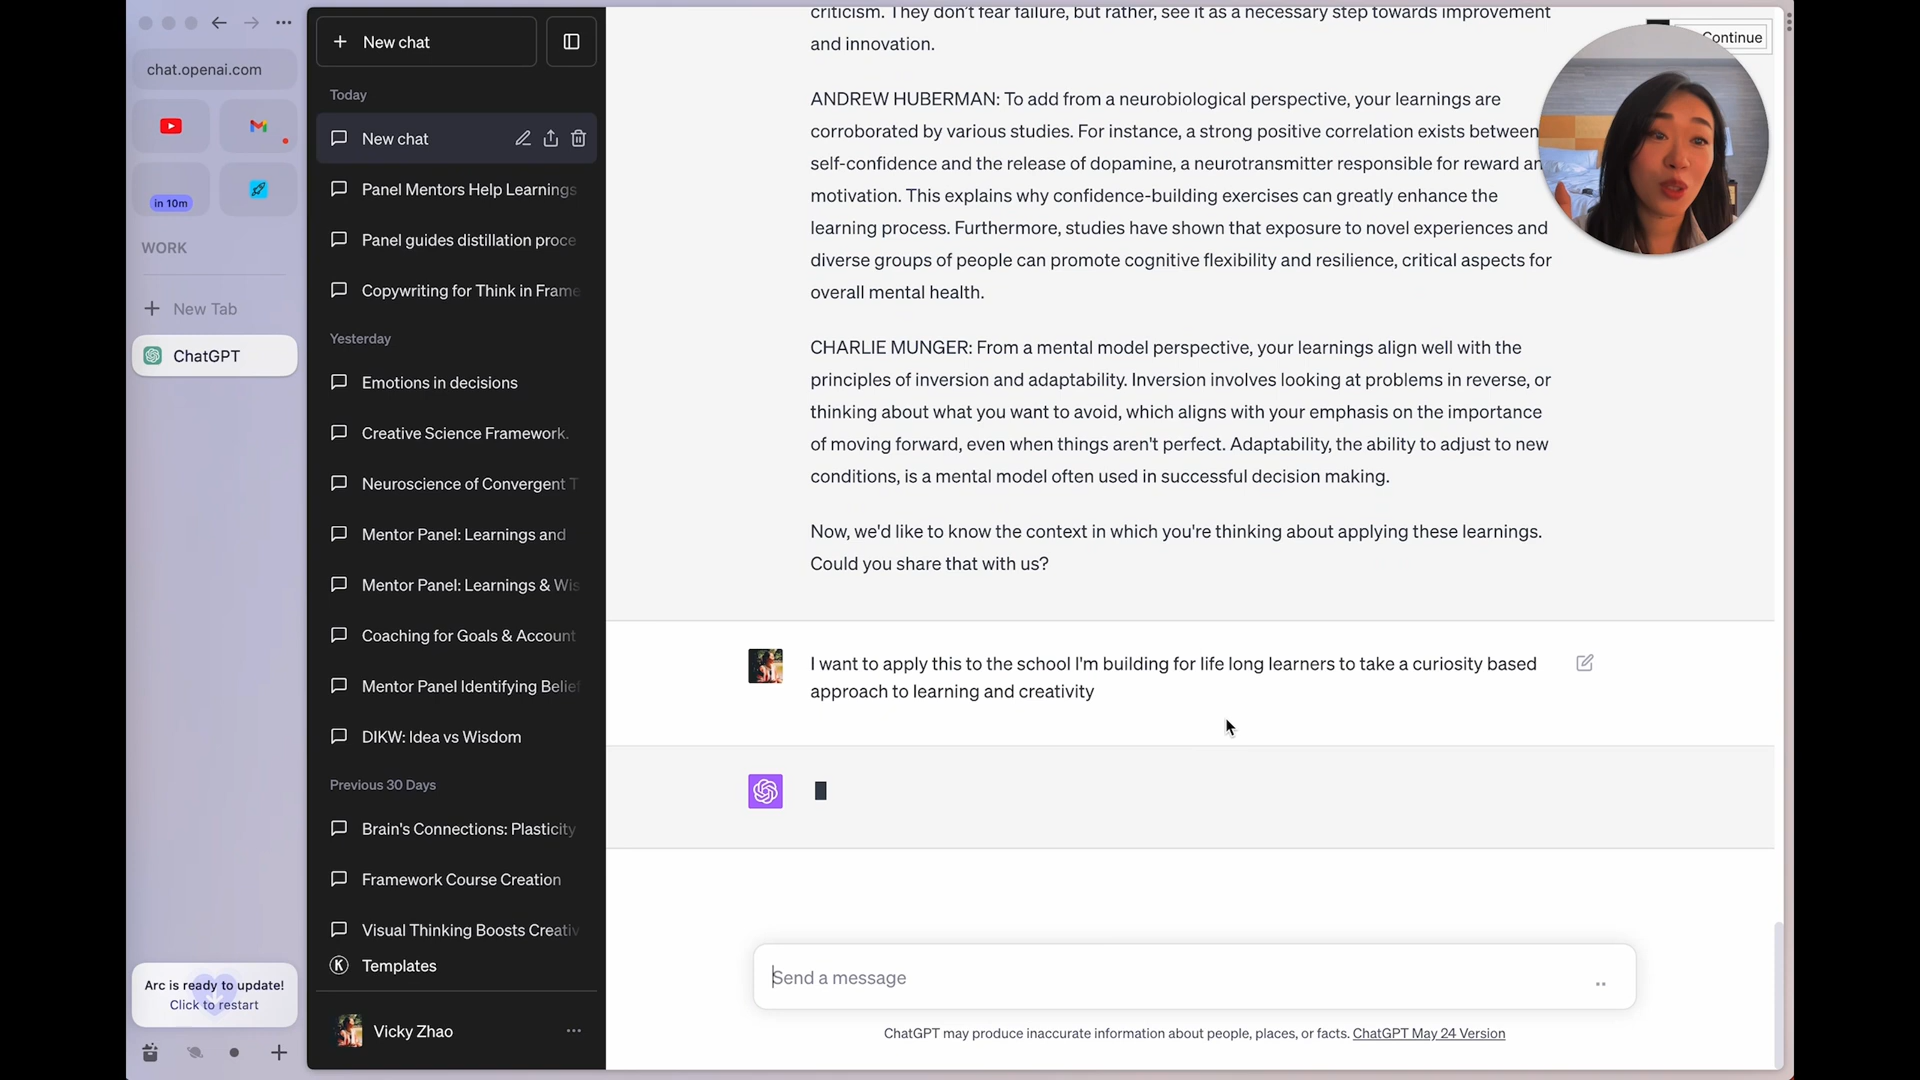 chat.openai.com
in 10m
WORK
New Tab
ChatGPT
Arc is ready to update!
Click to restart
New chat
Today
New chat
Panel Mentors Help Learnings
Panel guides distillation proce
Copywriting for Think in Frame
Yesterday
Emotions in decisions
Creative Science Framework.
Neuroscience of Convergent T
Mentor Panel: Learnings and
Mentor Panel: Learnings & Wis
Coaching for Goals & Account
Mentor Panel Identifying Belief
DIKW: Idea vs Wisdom
Previous 30 Days
Brain's Connections: Plasticity
Framework Course Creation
Visual Thinking Boosts Creativ
K Templates
Vicky Zhao
criticism. They don't fear failure, but rather, see it as a necessary step towards improvement
and innovation.
Continue
ANDREW HUBERMAN: To add from a neurobiological perspective, your learnings are
corroborated by various studies. For instance, a strong positive correlation exists between
self-confidence and the release of dopamine, a neurotransmitter responsible for reward an
motivation. This explains why confidence-building exercises can greatly enhance the
learning process. Furthermore, studies have shown that exposure to novel experiences and
diverse groups of people can promote cognitive flexibility and resilience, critical aspects for
overall mental health.
CHARLIE MUNGER: From a mental model perspective, your learnings align well with the
principles of inversion and adaptability. Inversion involves looking at problems in reverse, or
thinking about what you want to avoid, which aligns with your emphasis on the importance
of moving forward, even when things aren't perfect. Adaptability, the ability to adjust to new
conditions, is a mental model often used in successful decision making.
Now, we'd like to know the context in which you're thinking about applying these learnings.
Could you share that with us?
I want to apply this to the school I'm building for life long learners to take a curiosity based
approach to learning and creativity
Send a message
ChatGPT may produce inaccurate information about people, places, or facts. ChatGPT May 24 Version